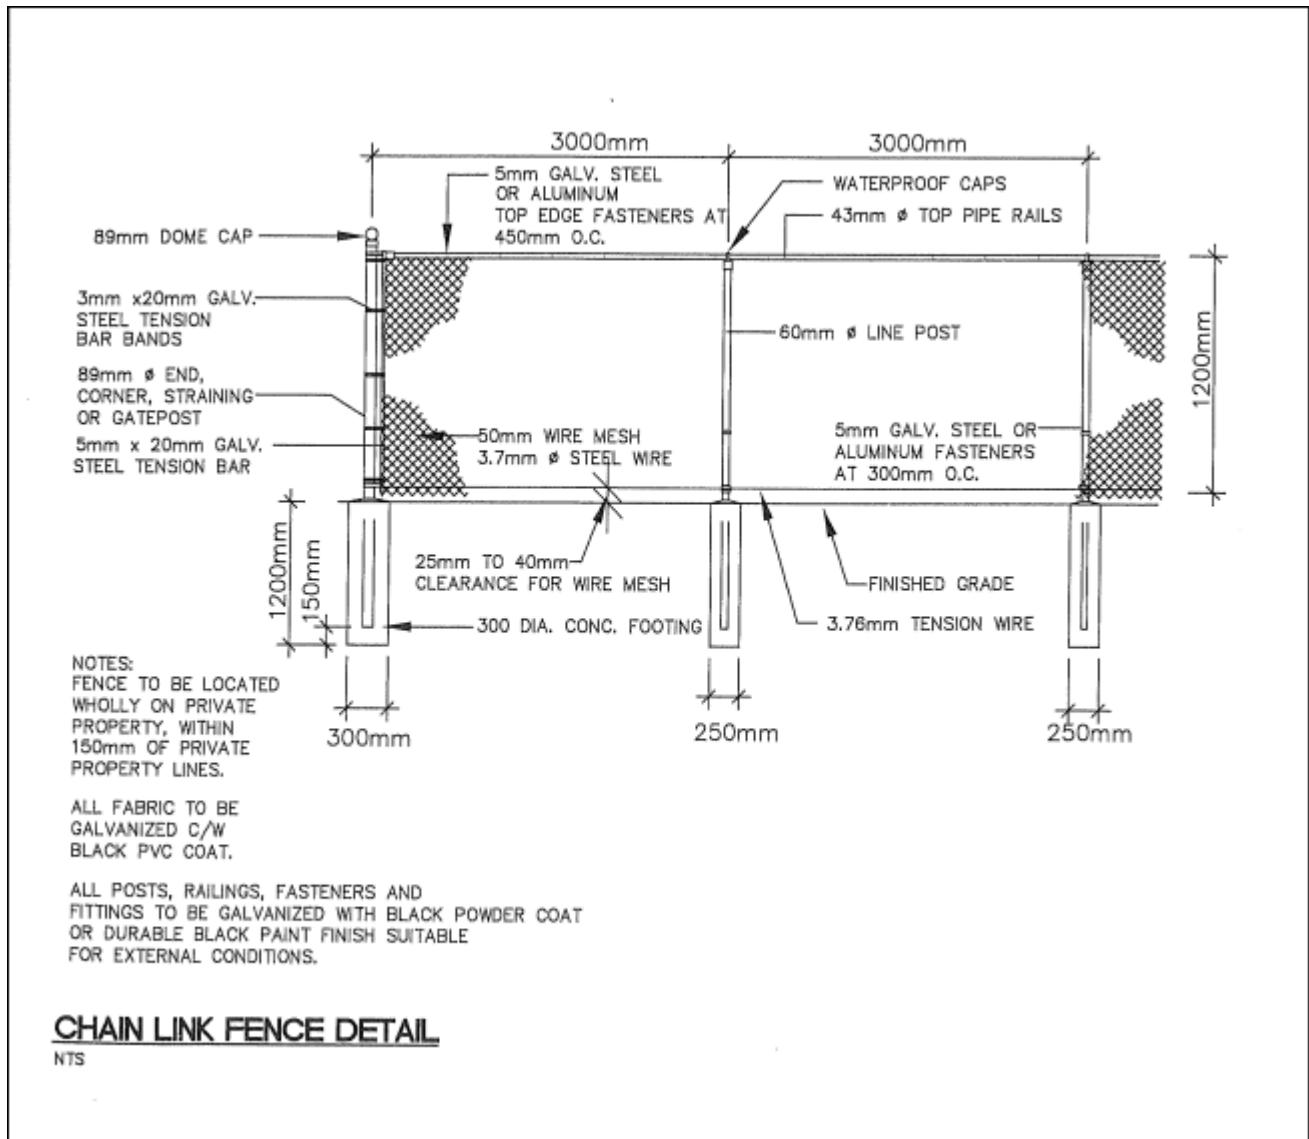 3000mm
3000mm
5mm GALV. STEEL
OR ALUMINUM
TOP EDGE FASTENERS AT
450mm O.C.
WATERPROOF CAPS
43mm ø TOP PIPE RAILS
89mm DOME CAP
3mm x20mm GALV.
STEEL TENSION
BAR BANDS
60mm ø LINE POST
1200mm
89mm ø END,
CORNER, STRAINING
OR GATEPOST
5mm x 20mm GALV.
STEEL TENSION BAR
50mm WIRE MESH
3.7mm ø STEEL WIRE
5mm GALV. STEEL OR
ALUMINUM FASTENERS
AT 300mm O.C.
1200mm
150mm
25mm TO 40mm
CLEARANCE FOR WIRE MESH
FINISHED GRADE
300 DIA. CONC. FOOTING
3.76mm TENSION WIRE
300mm
250mm
250mm
NOTES:
FENCE TO BE LOCATED
WHOLLY ON PRIVATE
PROPERTY, WITHIN
150mm OF PRIVATE
PROPERTY LINES.
ALL FABRIC TO BE
GALVANIZED C/W
BLACK PVC COAT.
ALL POSTS, RAILINGS, FASTENERS AND
FITTINGS TO BE GALVANIZED WITH BLACK POWDER COAT
OR DURABLE BLACK PAINT FINISH SUITABLE
FOR EXTERNAL CONDITIONS.
CHAIN LINK FENCE DETAIL
NTS